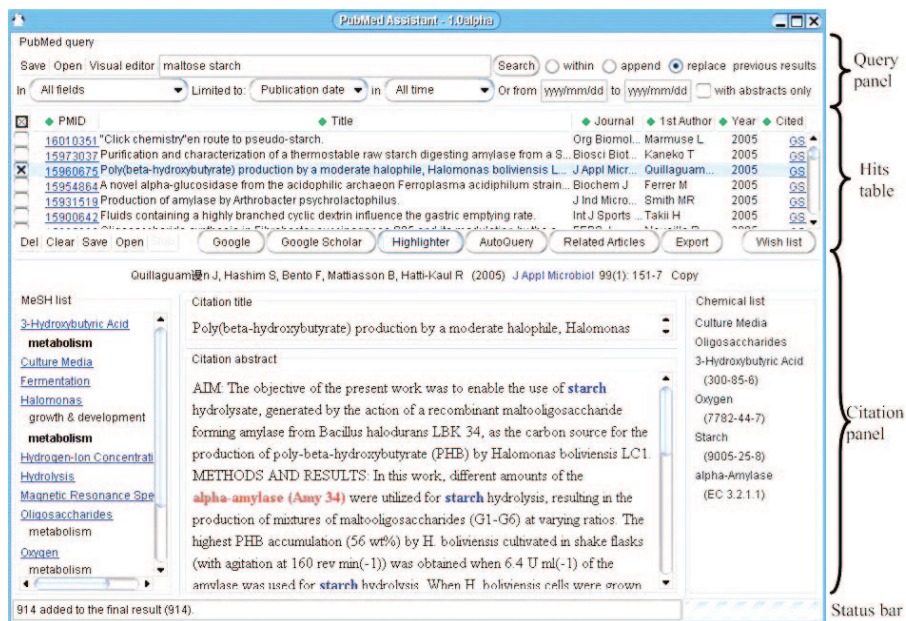 PubMed Assistant - 1.0alpha
PubMed query
Save Open Visual editor maltose starch Search within append replace previous results
In All fields Limited to: Publication date in All time Or from yyyy/mm/dd to yyyy/mm/dd with abstracts only
Query panel
PMID Title Journal 1st Author Year Cited
16010351 "Click chemistry"en route to pseudo-starch. Org Biomol... Marmuse L 2005 GS
15973037 Purification and characterization of a thermostable raw starch digesting amylase from a S... Biosci Biot... Kaneko T 2005 GS
15960675 Poly(beta-hydroxybutyrate) production by a moderate halophile, Halomonas boliviensis L... J Appl Micr... Quillaguam... 2005 GS
15954864 A novel alpha-glucosidase from the acidophilic archaeon Ferroplasma acidiphilum strain... Biochem J Ferrer M 2005 GS
15931519 Production of amylase by Arthrobacter psychrolactophilus. J Ind Micro... Smith MR 2005 GS
15900642 Fluids containing a highly branched cyclic dextrin influence the gastric emptying rate. Int J Sports ... Takii H 2005 GS
Hits table
Del Clear Save Open Google Google Scholar Highlighter AutoQuery Related Articles Export Wish list
Quillaguam谩n J, Hashim S, Bento F, Mattiasson B, Hatti-Kaul R (2005) J Appl Microbiol 99(1): 151-7 Copy
MeSH list
3-Hydroxybutyric Acid
metabolism
Culture Media
Fermentation
Halomonas
growth & development
metabolism
Hydrogen-Ion Concentrati
Hydrolysis
Magnetic Resonance Spe
Oligosaccharides
metabolism
Oxygen
metabolism
Citation title
Poly(beta-hydroxybutyrate) production by a moderate halophile, Halomonas
Citation abstract
AIM: The objective of the present work was to enable the use of starch
hydrolysate, generated by the action of a recombinant maltooligosaccharide
forming amylase from Bacillus halodurans LBK 34, as the carbon source for the
production of poly-beta-hydroxybutyrate (PHB) by Halomonas boliviensis LC1.
METHODS AND RESULTS: In this work, different amounts of the
alpha-amylase (Amy 34) were utilized for starch hydrolysis, resulting in the
production of mixtures of maltooligosaccharides (G1-G6) at varying ratios. The
highest PHB accumulation (56 wt%) by H. boliviensis cultivated in shake flasks
(with agitation at 160 rev min(-1)) was obtained when 6.4 U ml(-1) of the
amylase was used for starch hydrolysis. When H. boliviensis cells were grown
Chemical list
Culture Media
Oligosaccharides
3-Hydroxybutyric Acid
(300-85-6)
Oxygen
(7782-44-7)
Starch
(9005-25-8)
alpha-Amylase
(EC 3.2.1.1)
Citation panel
914 added to the final result (914).
Status bar